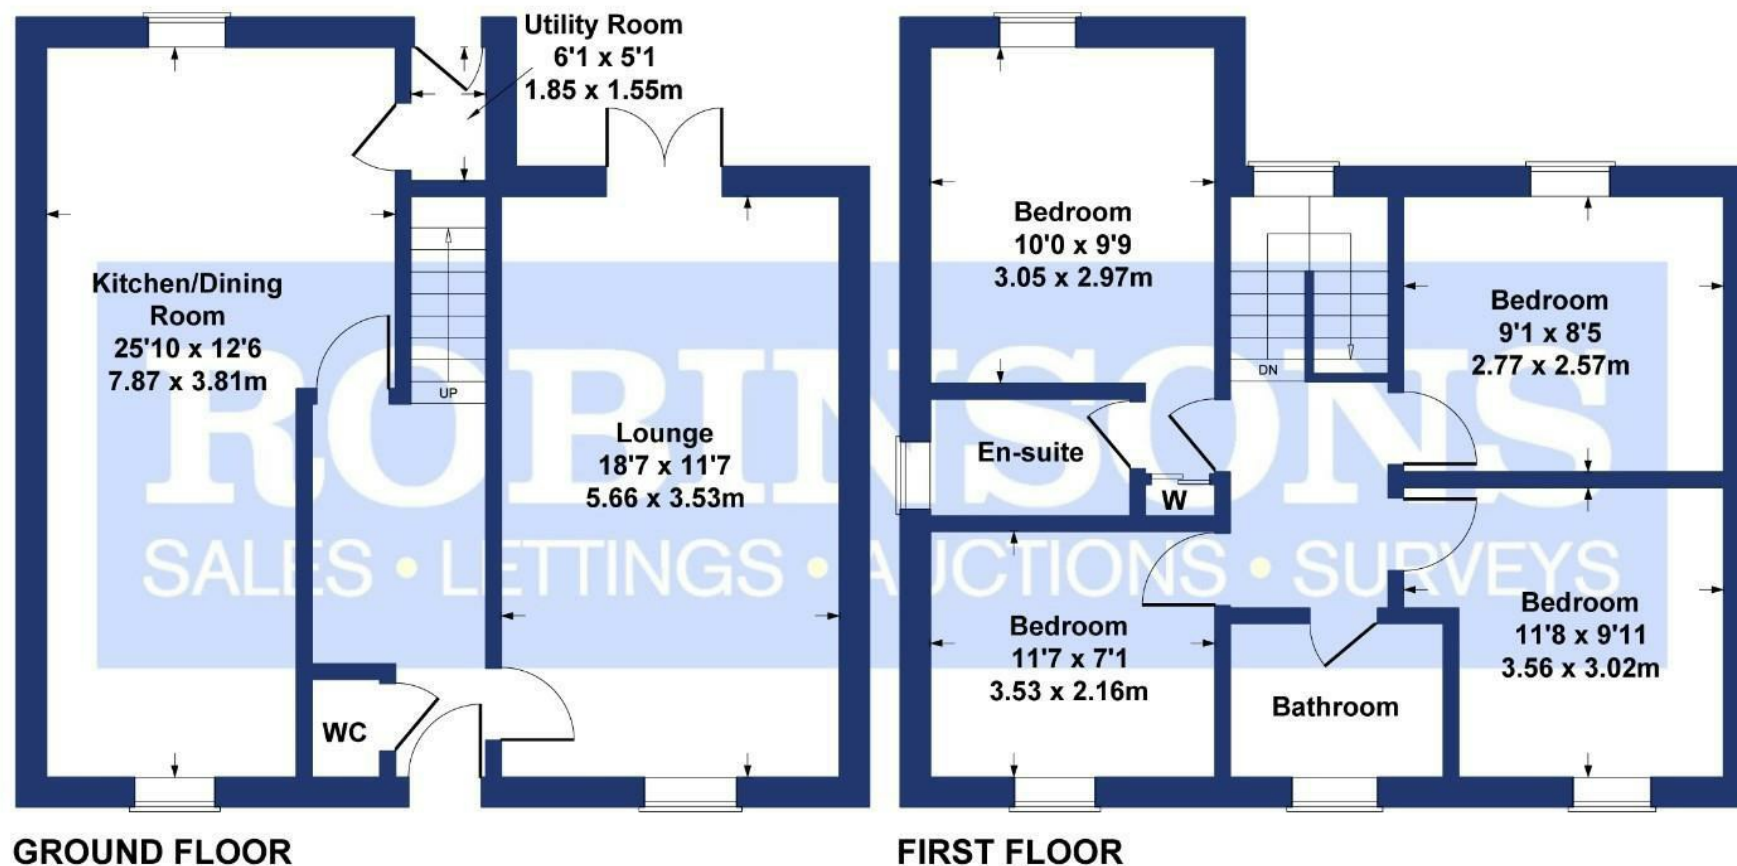 Utility Room
6'1 x 5'1
1.85 x 1.55m
Kitchen/Dining
Room
25'10 x 12'6
7.87 x 3.81m
UP
Lounge
18'7 x 11'7
5.66 x 3.53m
WC
GROUND FLOOR
Bedroom
10'0 x 9'9
3.05 x 2.97m
DN
Bedroom
9'1 x 8'5
2.77 x 2.57m
En-suite
W
Bedroom
11'7 x 7'1
3.53 x 2.16m
Bathroom
Bedroom
11'8 x 9'11
3.56 x 3.02m
FIRST FLOOR
ROBINSONS
SALES • LETTINGS • AUCTIONS • SURVEYS